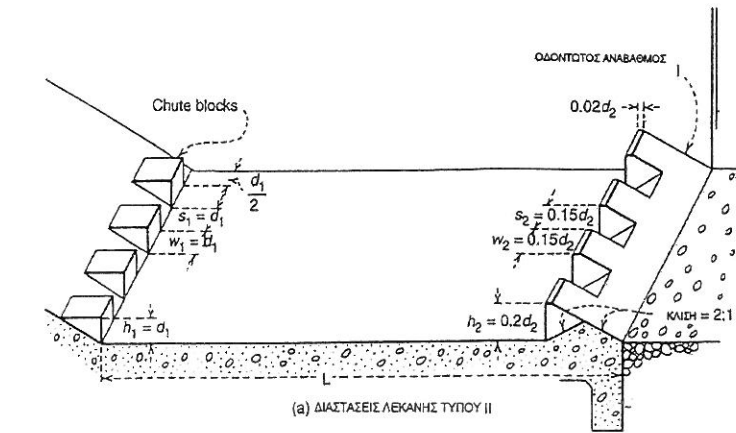 ΟΔΟΝΤΩΤΟΣ ΑΝΑΒΑΘΜΟΣ
Chute blocks
0.02d₂
d₁/2
s₁ = d₁
w₁ = d₁
s₂ = 0.15d₂
w₂ = 0.15d₂
h₁ = d₁
h₂ = 0.2d₂
ΚΛΙΣΗ = 2:1
L
(a) ΔΙΑΣΤΑΣΕΙΣ ΛΕΚΑΝΗΣ ΤΥΠΟΥ II